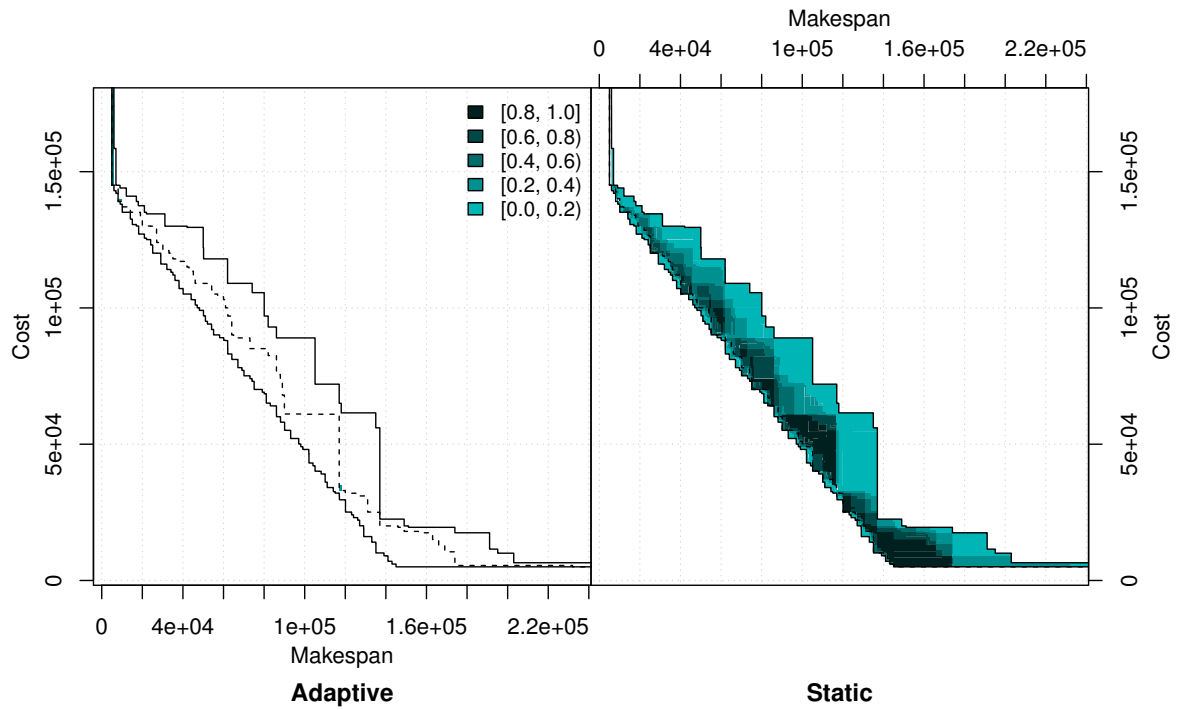 Makespan
0 4e+04 1e+05 1.6e+05 2.2e+05
[0.8, 1.0]
[0.6, 0.8)
[0.4, 0.6)
[0.2, 0.4)
[0.0, 0.2)
Cost
0 5e+04 1e+05 1.5e+05
0 5e+04 1e+05 1.5e+05
Cost
0 4e+04 1e+05 1.6e+05 2.2e+05
Makespan
Adaptive
Static